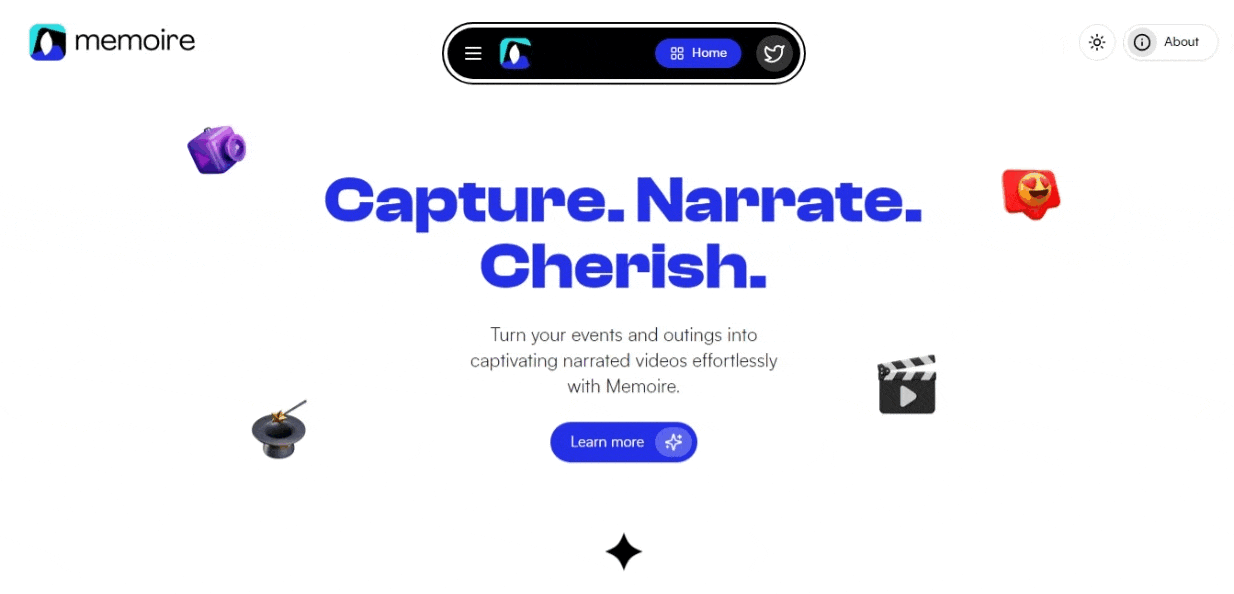 memoire
Home
About
Capture. Narrate.
Cherish.
Turn your events and outings into
captivating narrated videos effortlessly
with Memoire.
Learn more